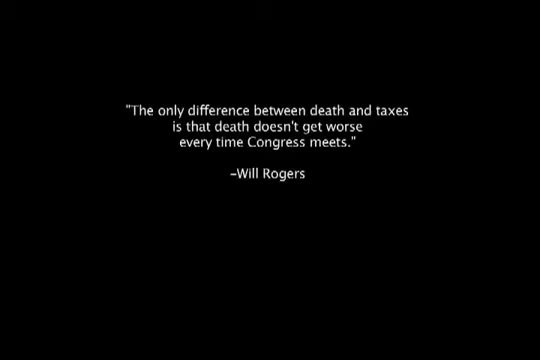 "The only difference between death and taxes
is that death doesn't get worse
every time Congress meets."
–Will Rogers